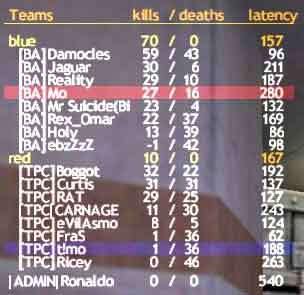 Teams kills / deaths latency
blue 70 / 0 157
[BA] Damocles 59 / 43 96
[BA] Jaguar 30 / 6 211
[BA] Reality 29 / 10 187
[BA] Mo 27 / 16 280
[BA] Mr Suicide(Bi 23 / 4 132
[BA] Rex_Omar 22 / 37 169
[BA] Holy 13 / 39 86
[BA] ebzZzZ -1 / 42 98
red 10 / 0 167
[TPC]Boggot 32 / 22 192
[TPC]Curtis 31 / 31 137
[TPC]RAT 29 / 25 127
[TPC]CARNAGE 11 / 30 243
[TPC]eVilAsmo 8 / 5 124
[TPC]FraS 1 / 36 62
[TPC]t!mo 1 / 36 188
[TPC]Ricey 0 / 46 263
|ADMIN|Ronaldo 0 / 0 540